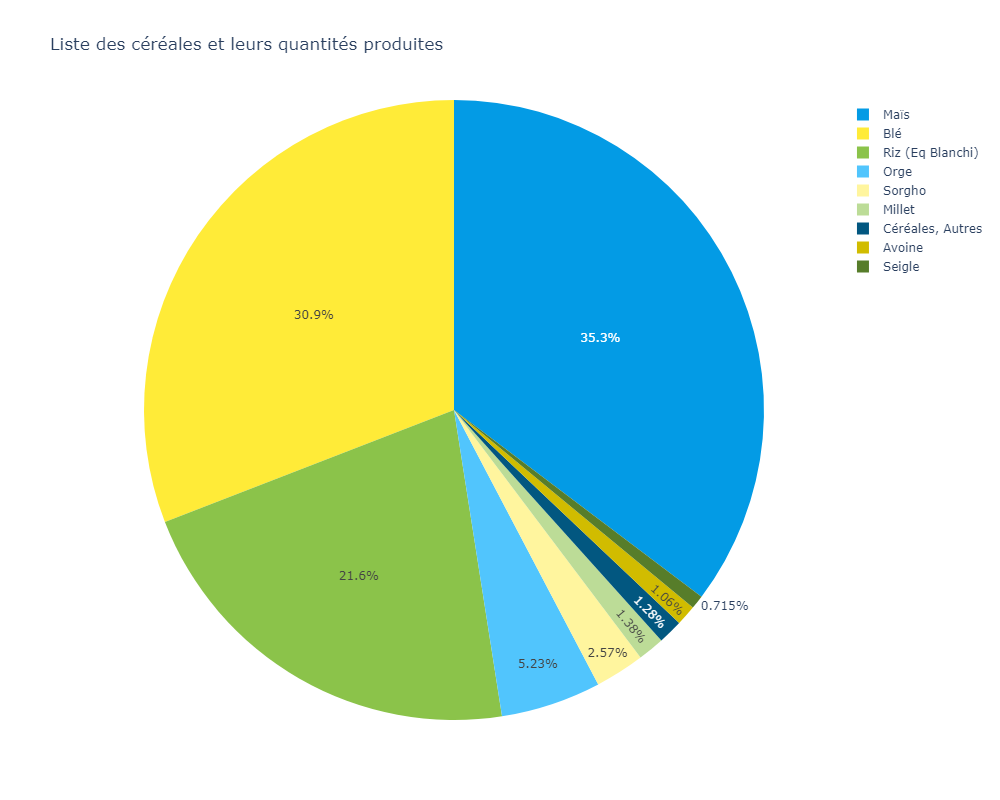 Liste des céréales et leurs quantités produites
Maïs
Blé
Riz (Eq Blanchi)
Orge
Sorgho
Millet
Céréales, Autres
Avoine
Seigle
30.9%
35.3%
21.6%
5.23%
2.57%
1.38%
1.28%
1.06%
0.715%